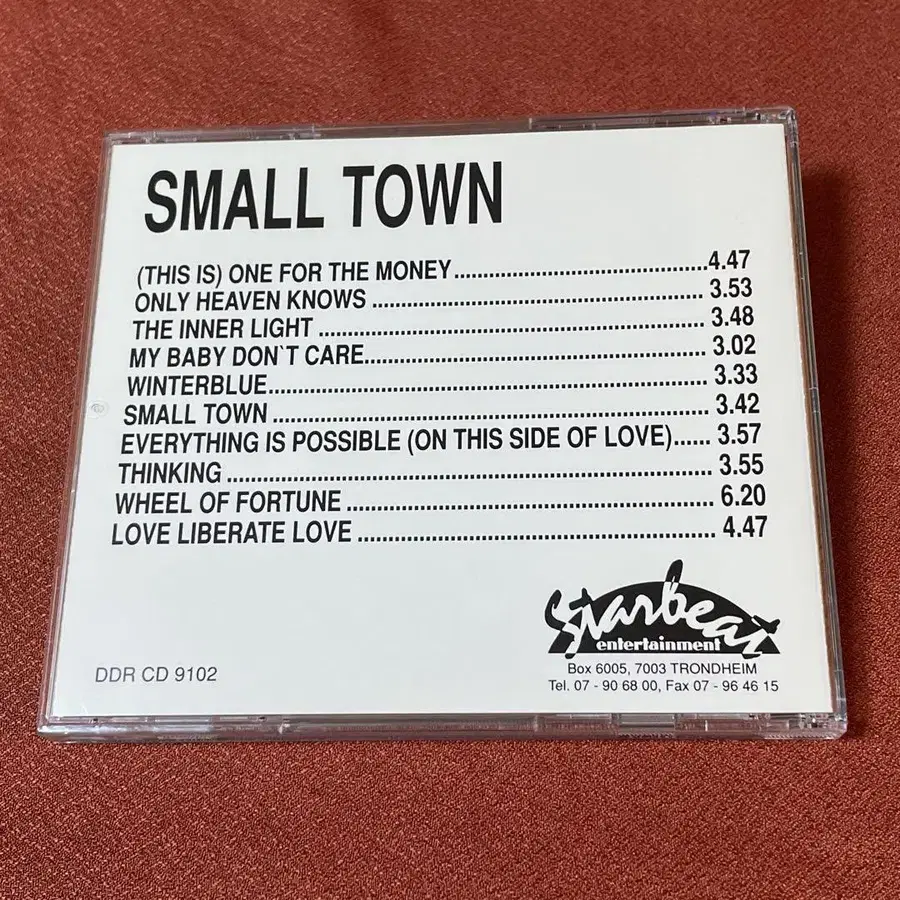 SMALL TOWN
(THIS IS) ONE FOR THE MONEY..........................................4.47
ONLY HEAVEN KNOWS ....................................................... 3.53
THE INNER LIGHT ................................................................ 3.48
MY BABY DON`T CARE........................................................ 3.02
WINTERBLUE........................................................................ 3.33
SMALL TOWN ........................................................................ 3.42
EVERYTHING IS POSSIBLE (ON THIS SIDE OF LOVE)...... 3.57
THINKING ................................................................................ 3.55
WHEEL OF FORTUNE ............................................................ 6.20
LOVE LIBERATE LOVE .......................................................... 4.47
Starbeat
entertainment
Box 6005, 7003 TRONDHEIM
Tel. 07 - 90 68 00, Fax 07 - 96 46 15
DDR CD 9102